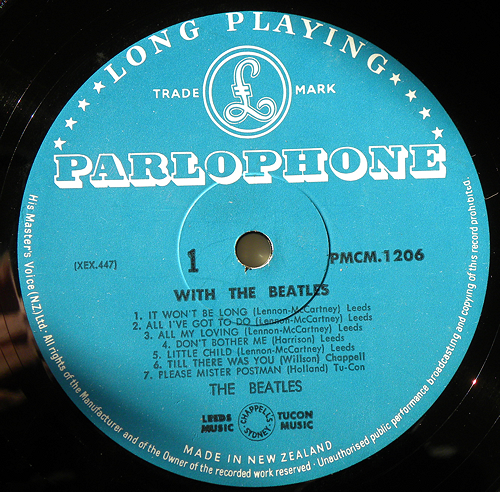 ★★★★★LONG PLAYING★★★★★
TRADE £ MARK
PARLOPHONE
(XEX.447) 1 PMCM.1206
WITH THE BEATLES
1. IT WON'T BE LONG (Lennon-McCartney) Leeds
2. ALL I'VE GOT TO DO (Lennon-McCartney) Leeds
3. ALL MY LOVING (Lennon-McCartney) Leeds
4. DON'T BOTHER ME (Harrison) Leeds
5. LITTLE CHILD (Lennon-McCartney) Leeds
6. TILL THERE WAS YOU (Willson) Chappell
7. PLEASE MISTER POSTMAN (Holland) Tu-Con
THE BEATLES
LEEDS MUSIC CHAPPELL'S SYDNEY TUCON MUSIC
MADE IN NEW ZEALAND
His Master's Voice (N.Z.) Ltd. All rights of the Manufacturer and of the Owner of the recorded work reserved · Unauthorised public performance broadcasting and copying of this record prohibited.